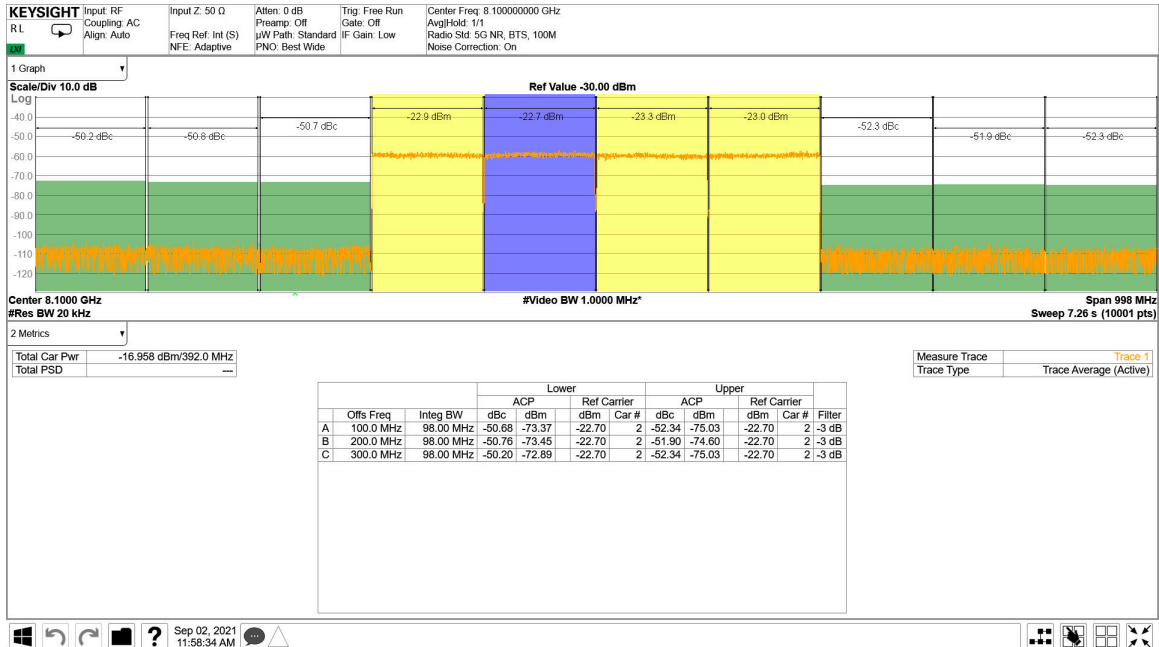 KEYSIGHT Input: RF Input Z: 50 Ω Atten: 0 dB Trig: Free Run Center Freq: 8.100000000 GHz
RL Coupling: AC Preamp: Off Gate: Off Avg|Hold: 1/1
Align: Auto Freq Ref: Int (S) µW Path: Standard IF Gain: Low Radio Std: 5G NR, BTS, 100M
LXI NFE: Adaptive PNO: Best Wide Noise Correction: On
1 Graph
Scale/Div 10.0 dB Ref Value -30.00 dBm
Log
-40.0 -22.9 dBm -22.7 dBm -23.3 dBm -23.0 dBm
-50.7 dBc -52.3 dBc
-50.0 -50.2 dBc -50.8 dBc -51.9 dBc -52.3 dBc
-60.0
-70.0
-80.0
-90.0
-100
-110
-120
Center 8.1000 GHz #Video BW 1.0000 MHz* Span 998 MHz
#Res BW 20 kHz Sweep 7.26 s (10001 pts)
2 Metrics
Total Car Pwr -16.958 dBm/392.0 MHz Measure Trace Trace 1
Total PSD --- Trace Type Trace Average (Active)
Lower Upper
ACP Ref Carrier ACP Ref Carrier
Offs Freq Integ BW dBc dBm dBm Car # dBc dBm dBm Car # Filter
A 100.0 MHz 98.00 MHz -50.68 -73.37 -22.70 2 -52.34 -75.03 -22.70 2 -3 dB
B 200.0 MHz 98.00 MHz -50.76 -73.45 -22.70 2 -51.90 -74.60 -22.70 2 -3 dB
C 300.0 MHz 98.00 MHz -50.20 -72.89 -22.70 2 -52.34 -75.03 -22.70 2 -3 dB
? Sep 02, 2021
11:58:34 AM